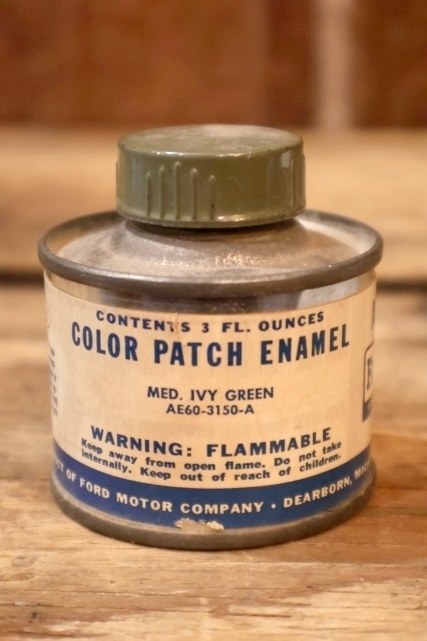 CONTENTS 3 FL. OUNCES
COLOR PATCH ENAMEL
MED. IVY GREEN
AE60-3150-A
WARNING: FLAMMABLE
Keep away from open flame. Do not take
internally. Keep out of reach of children.
OF FORD MOTOR COMPANY • DEARBORN,